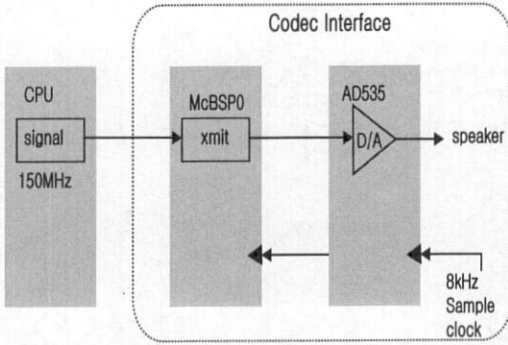 Codec Interface
CPU
signal
150MHz
McBSP0
xmit
AD535
D/A
speaker
8kHz
Sample
clock